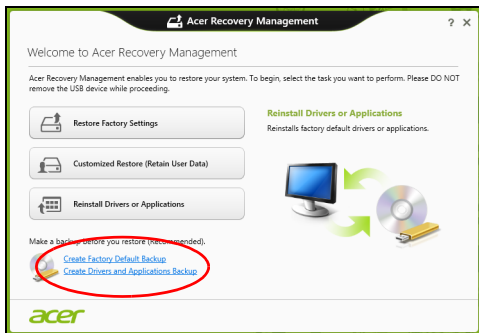 Acer Recovery Management
? ×
Welcome to Acer Recovery Management
Acer Recovery Management enables you to restore your system. To begin, select the task you want to perform. Please DO NOT
remove the USB device while proceeding.
Restore Factory Settings
Customized Restore (Retain User Data)
Reinstall Drivers or Applications
Reinstall Drivers or Applications
Reinstalls factory default drivers or applications.
Make a backup before you restore (Recommended).
Create Factory Default Backup
Create Drivers and Applications Backup
acer